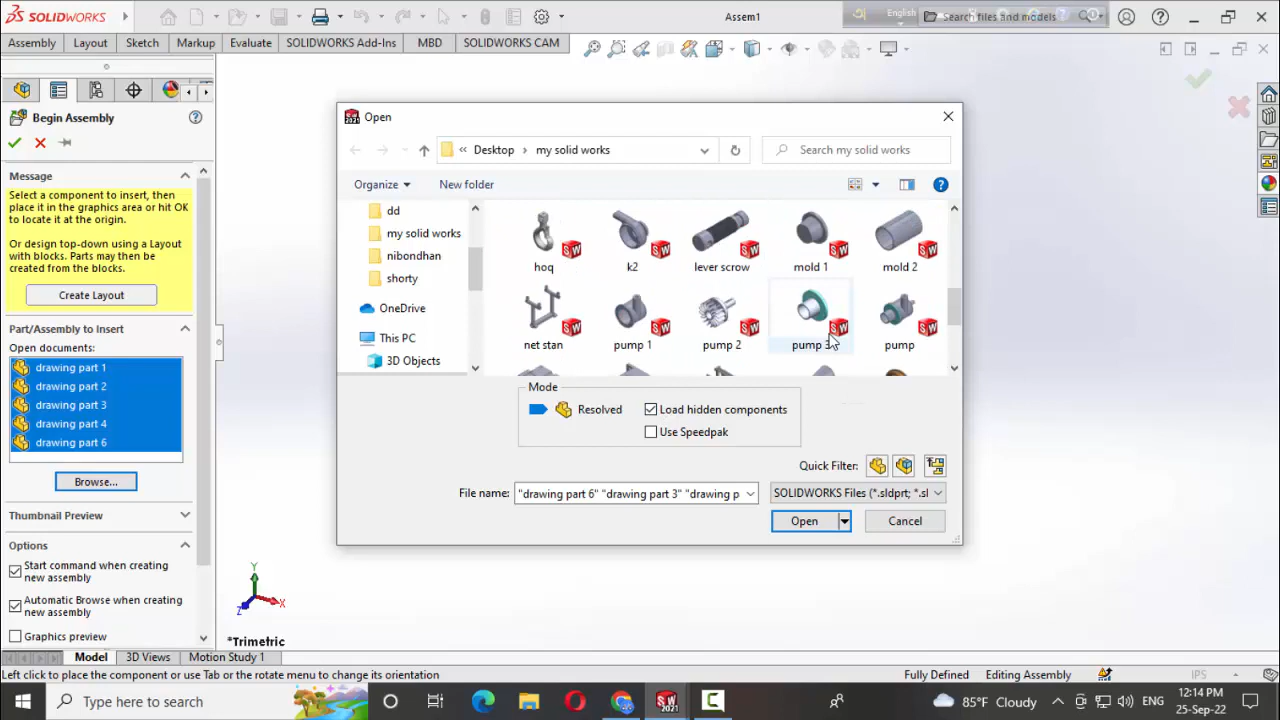 SOLIDWORKS
Assem1
English
Search files and models
Assembly
Layout
Sketch
Markup
Evaluate
SOLIDWORKS Add-Ins
MBD
SOLIDWORKS CAM
Begin Assembly
Message
Select a component to insert, then
place it in the graphics area or hit OK
to locate it at the origin.
Or design top-down using a Layout
with blocks. Parts may then be
created from the blocks.
Create Layout
Part/Assembly to Insert
Open documents:
drawing part 1
drawing part 2
drawing part 3
drawing part 4
drawing part 6
Browse...
Thumbnail Preview
Options
Start command when creating
new assembly
Automatic Browse when creating
new assembly
Graphics preview
Open
Desktop
my solid works
Search my solid works
Organize
New folder
dd
my solid works
nibondhan
shorty
OneDrive
This PC
3D Objects
hoq
k2
lever scrow
mold 1
mold 2
net stan
pump 1
pump 2
pump 3
pump
Mode
Resolved
Load hidden components
Use Speedpak
Quick Filter:
File name:
"drawing part 6" "drawing part 3" "drawing p
SOLIDWORKS Files (*.sldprt; *.sl
Open
Cancel
Y
X
Z
*Trimetric
Model
3D Views
Motion Study 1
Left click to place the component or use Tab or the rotate menu to change its orientation
Fully Defined
Editing Assembly
IPS
Type here to search
85°F Cloudy
ENG
12:14 PM
25-Sep-22